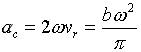 a_c = 2ωv_r = bω²/π